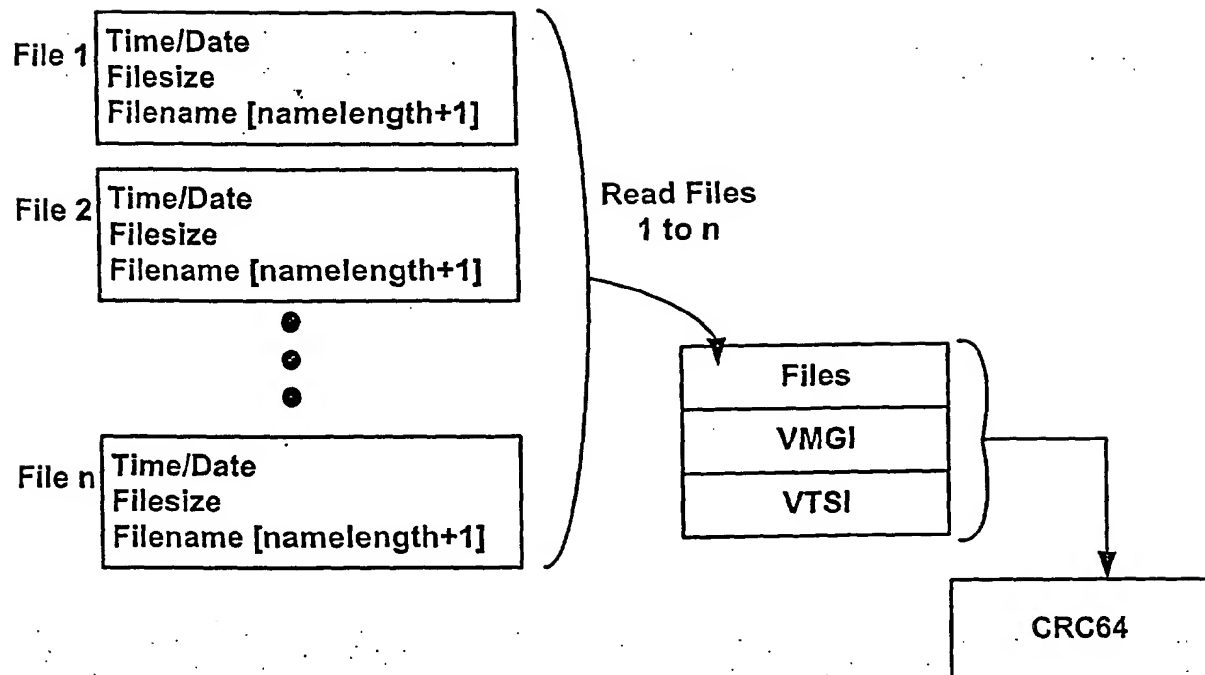 File 1
Time/Date
Filesize
Filename [namelength+1]
File 2
Time/Date
Filesize
Filename [namelength+1]
Read Files
1 to n
File n
Time/Date
Filesize
Filename [namelength+1]
Files
VMGI
VTSI
CRC64